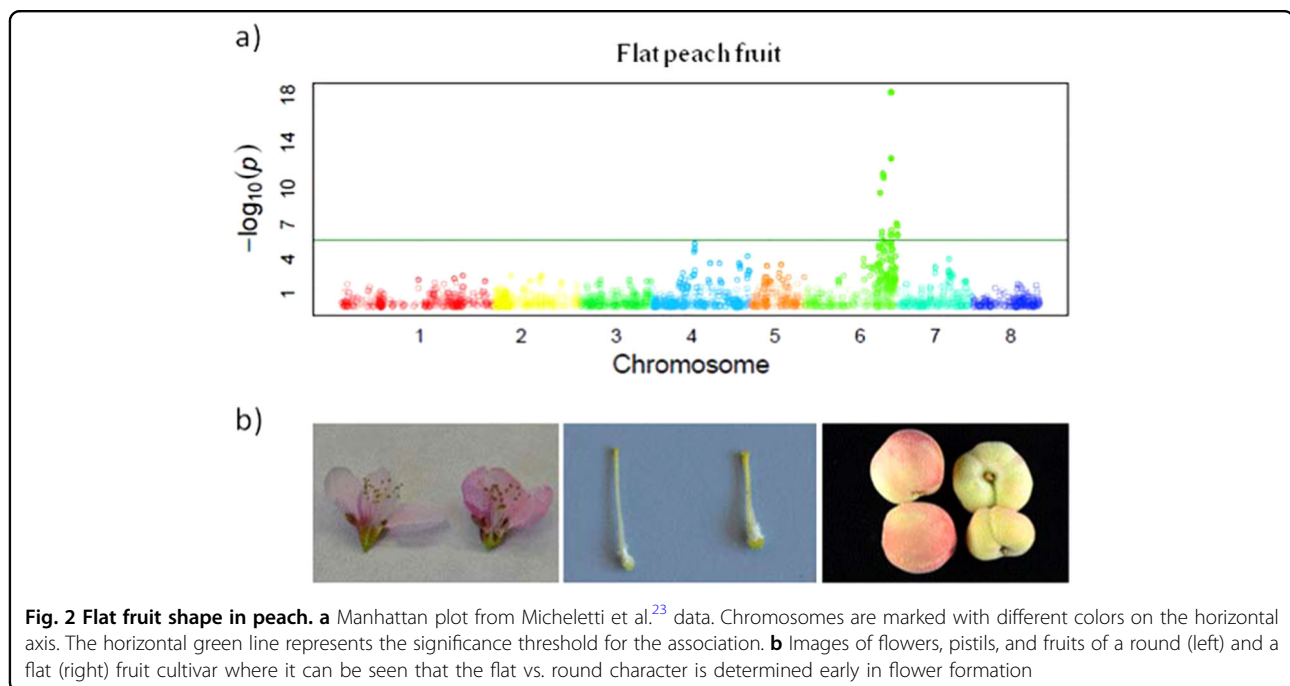 a)
Flat peach fruit
−log10(p)
18
14
10
7
4
1
1 2 3 4 5 6 7 8
Chromosome
b)
Fig. 2 Flat fruit shape in peach. a Manhattan plot from Micheletti et al.23 data. Chromosomes are marked with different colors on the horizontal
axis. The horizontal green line represents the significance threshold for the association. b Images of flowers, pistils, and fruits of a round (left) and a
flat (right) fruit cultivar where it can be seen that the flat vs. round character is determined early in flower formation